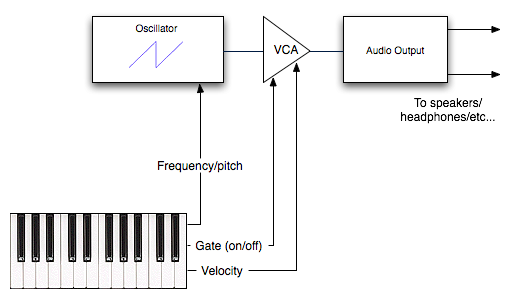 Oscillator
VCA
Audio Output
To speakers/
headphones/etc...
Frequency/pitch
Gate (on/off)
Velocity